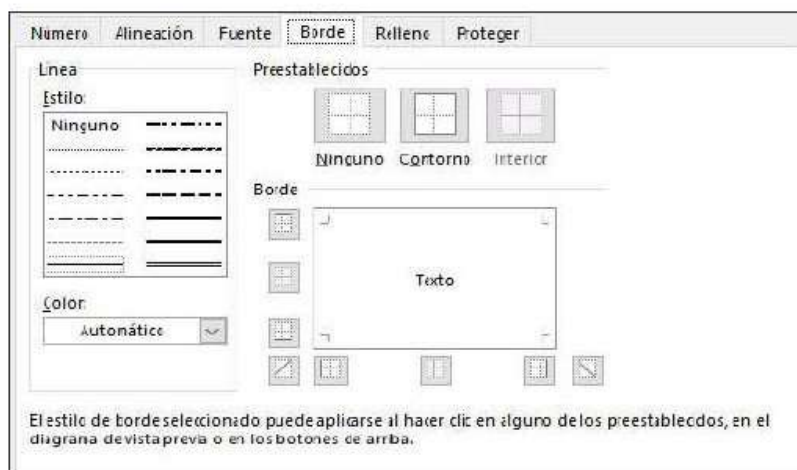 Número Alineación Fuente Borde Relleno Proteger
Línea
Estilo:
Ninguno
Color:
Automático
Preestablecidos
Ninguno Contorno Interior
Borde
Texto
El estilo de borde seleccionado puede aplicarse al hacer clic en alguno de los preestablecidos, en el
diagrama de vista previa o en los botones de arriba.